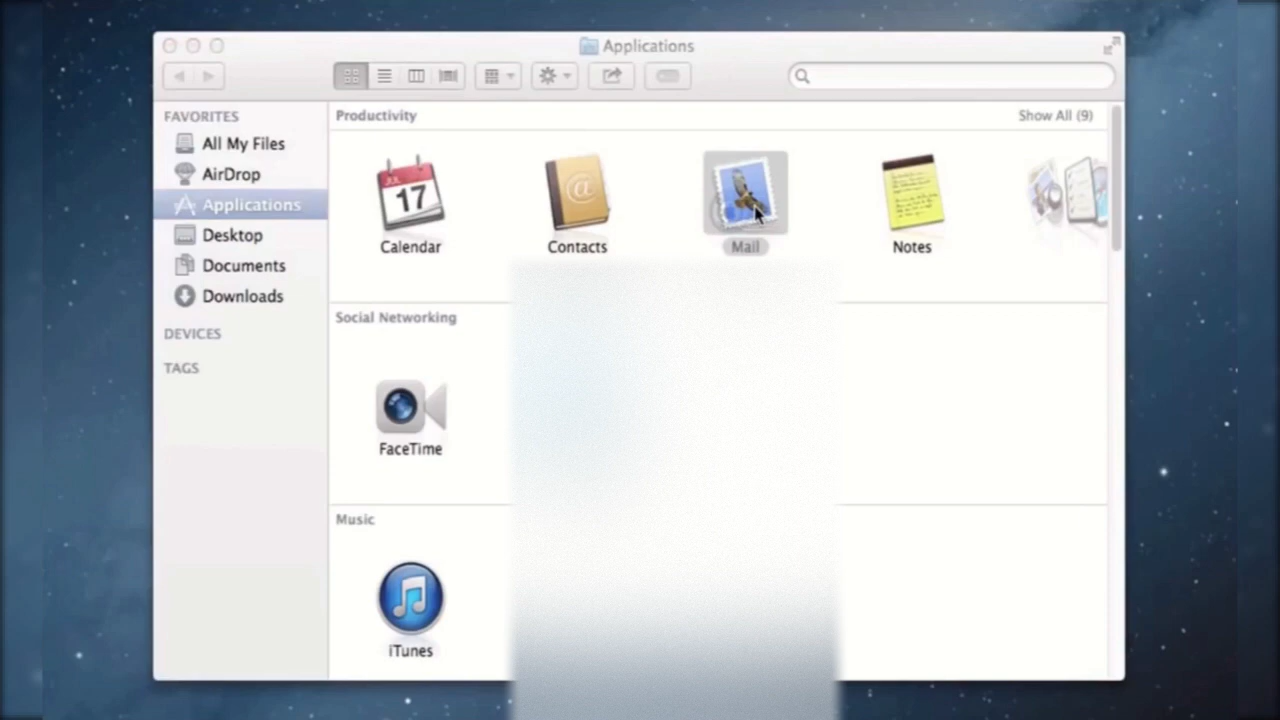 Applications
FAVORITES
All My Files
AirDrop
Applications
Desktop
Documents
Downloads
DEVICES
TAGS
Productivity
Show All (9)
JUL
17
Calendar
@
Contacts
Mail
Notes
Social Networking
FaceTime
Music
iTunes